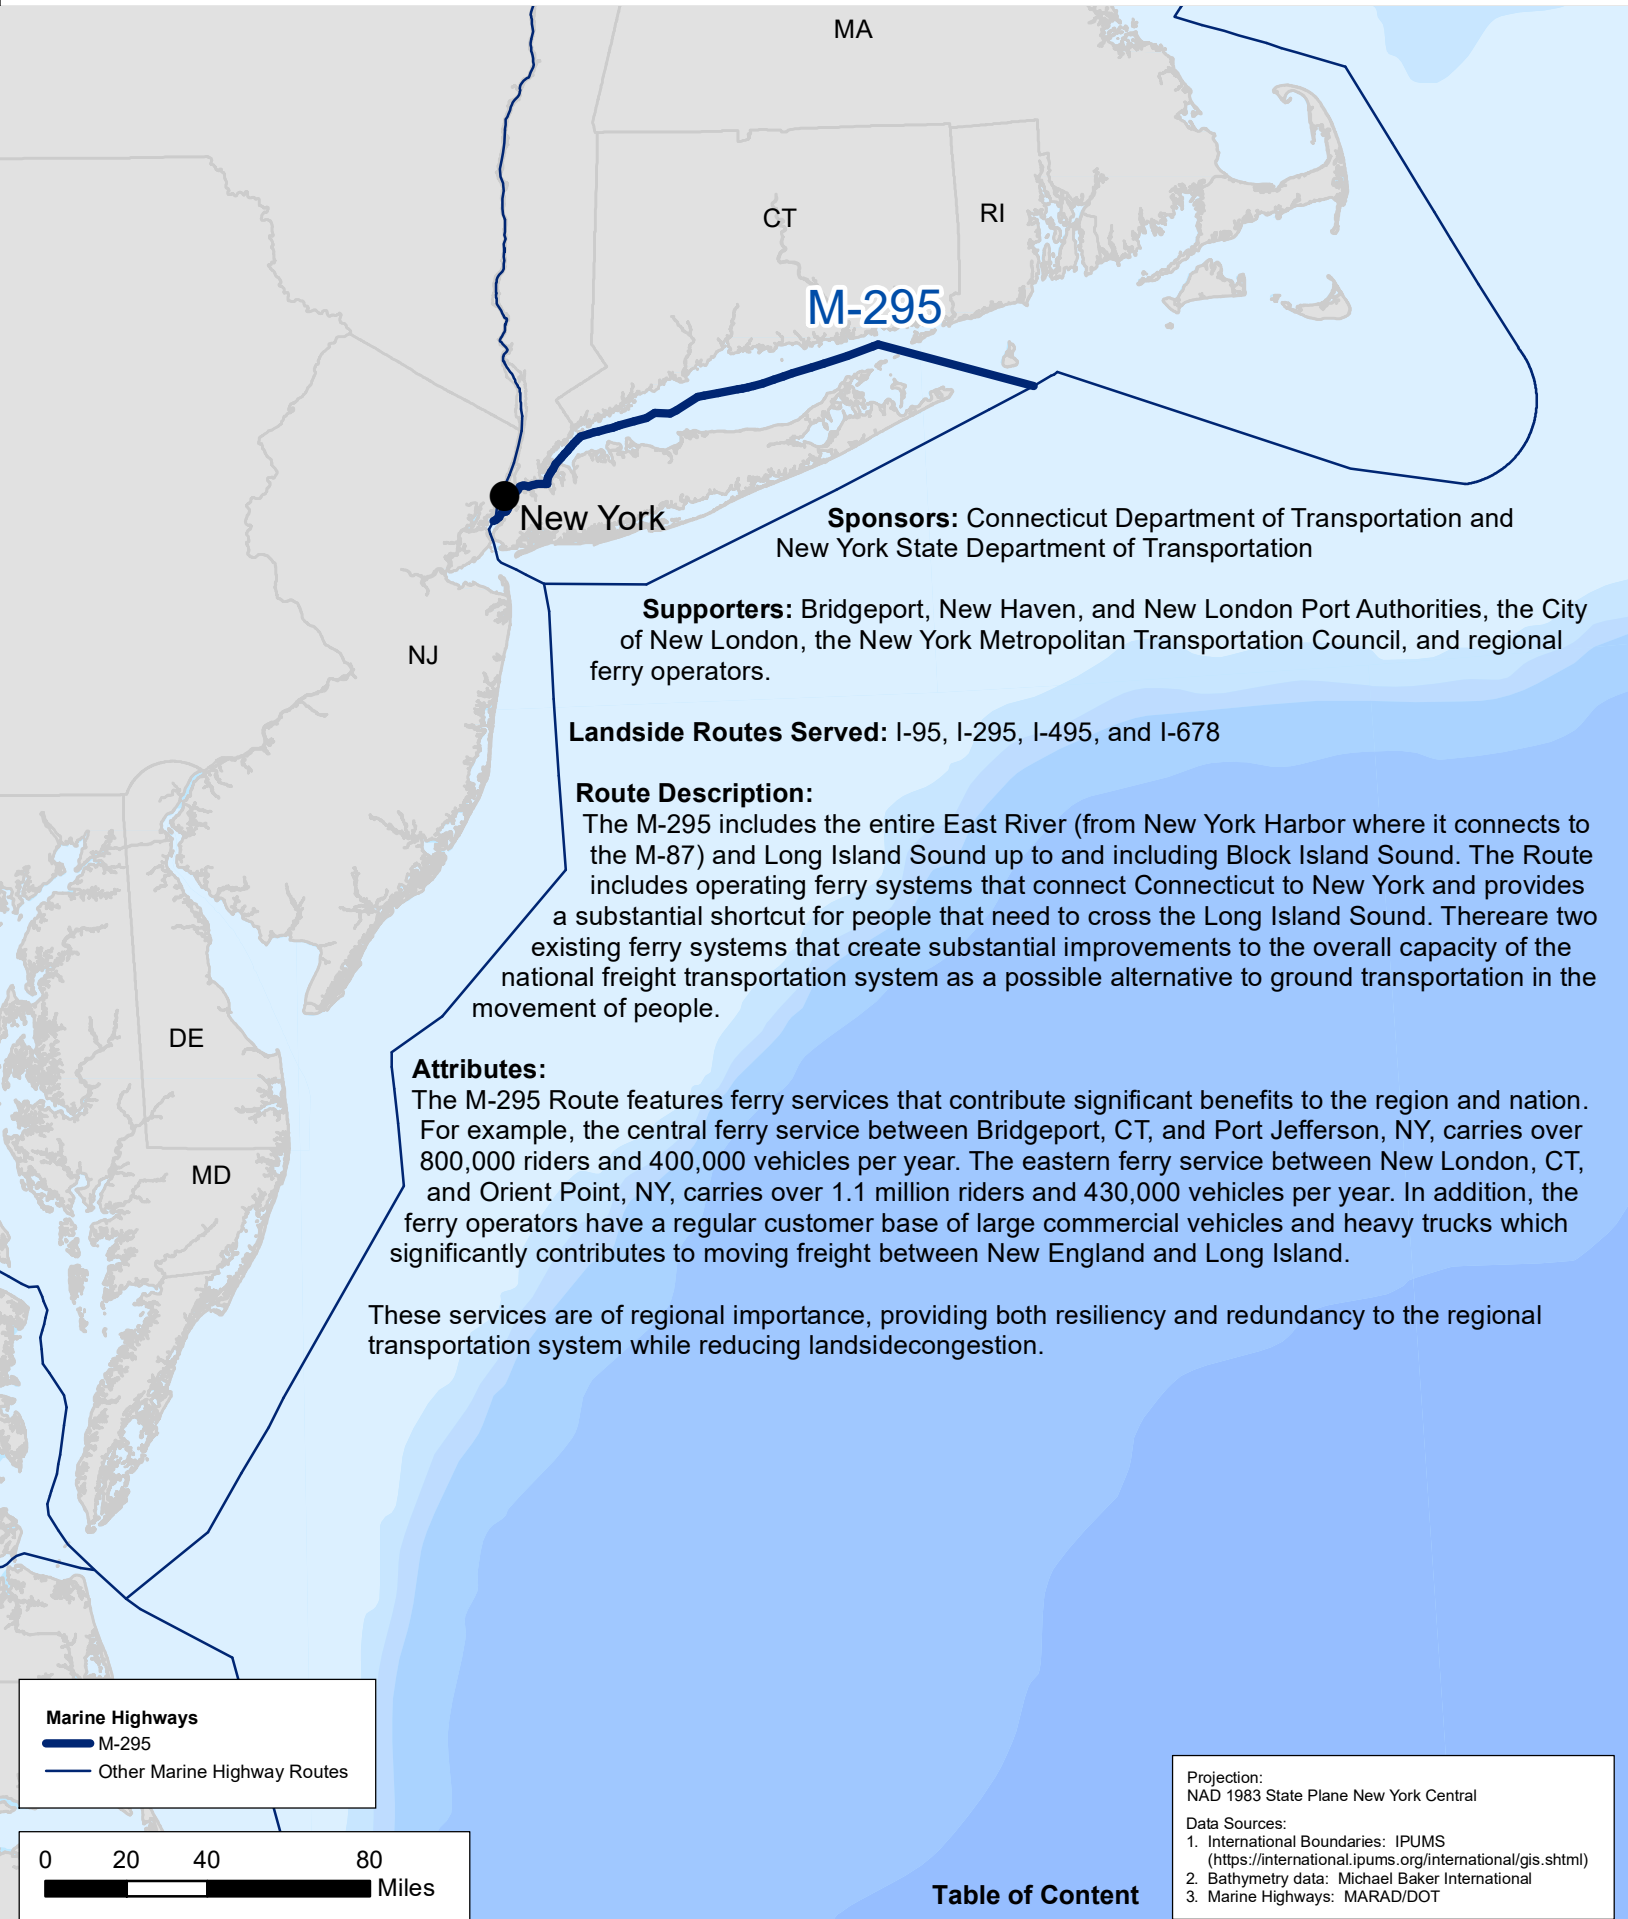 MA
CT
RI
M-295
New York
Sponsors: Connecticut Department of Transportation and
New York State Department of Transportation
Supporters: Bridgeport, New Haven, and New London Port Authorities, the City
of New London, the New York Metropolitan Transportation Council, and regional
ferry operators.
NJ
Landside Routes Served: I-95, I-295, I-495, and I-678
Route Description:
The M-295 includes the entire East River (from New York Harbor where it connects to
the M-87) and Long Island Sound up to and including Block Island Sound. The Route
includes operating ferry systems that connect Connecticut to New York and provides
a substantial shortcut for people that need to cross the Long Island Sound. Thereare two
existing ferry systems that create substantial improvements to the overall capacity of the
national freight transportation system as a possible alternative to ground transportation in the
movement of people.
DE
Attributes:
The M-295 Route features ferry services that contribute significant benefits to the region and nation.
For example, the central ferry service between Bridgeport, CT, and Port Jefferson, NY, carries over
800,000 riders and 400,000 vehicles per year. The eastern ferry service between New London, CT,
and Orient Point, NY, carries over 1.1 million riders and 430,000 vehicles per year. In addition, the
ferry operators have a regular customer base of large commercial vehicles and heavy trucks which
significantly contributes to moving freight between New England and Long Island.
MD
These services are of regional importance, providing both resiliency and redundancy to the regional
transportation system while reducing landsidecongestion.
Marine Highways
M-295
Other Marine Highway Routes
0 20 40 80
Miles
Table of Content
Projection:
NAD 1983 State Plane New York Central
Data Sources:
1. International Boundaries: IPUMS
(https://international.ipums.org/international/gis.shtml)
2. Bathymetry data: Michael Baker International
3. Marine Highways: MARAD/DOT